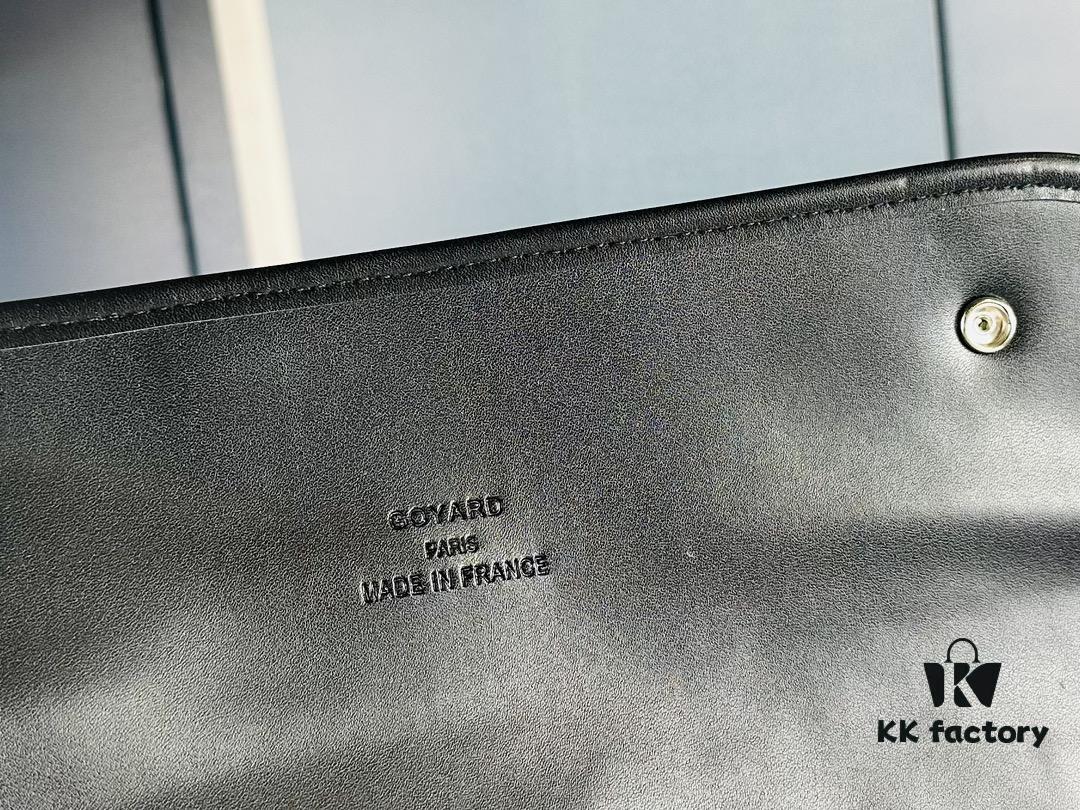 GOYARD
PARIS
MADE IN FRANCE
K
KK factory